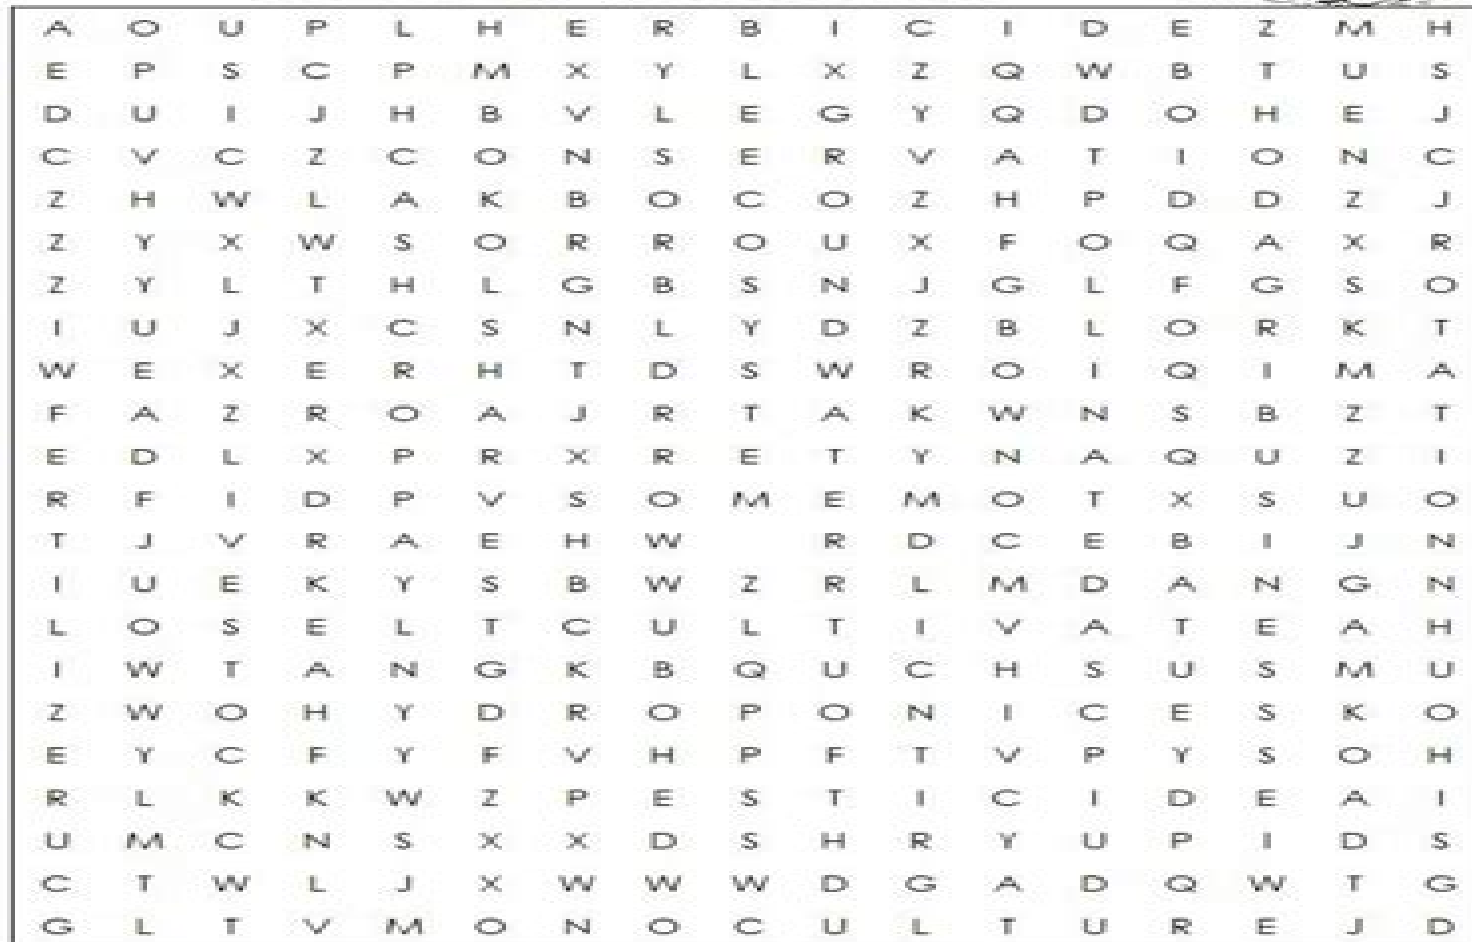 A O U P L H E R B I C I D E Z M H
E P S C P M X Y L X Z Q W B T U S
D U I J H B V L E G Y Q D O H E J
C V C Z C O N S E R V A T I O N C
Z H W L A K B O C O Z H P D D Z J
Z Y X W S O R R O U X F O Q A X R
Z Y L T H L G B S N J G L F G S O
I U J X C S N L Y D Z B L O R K T
W E X E R H T D S W R O I Q I M A
F A Z R O A J R T A K W N S B Z T
E D L X P R X R E T Y N A Q U Z I
R F I D P V S O M E M O T X S U O
T J V R A E H W R D C E B I J N
I U E K Y S B W Z R L M D A N G N
L O S E L T C U L T I V A T E A H
I W T A N G K B Q U C H S U S M U
Z W O H Y D R O P O N I C E S K O
E Y C F Y F V H P F T V P Y S O H
R L K K W Z P E S T I C I D E A I
U M C N S X X D S H R Y U P I D S
C T W L J X W W W D G A D Q W T G
G L T V M O N O C U L T U R E J D